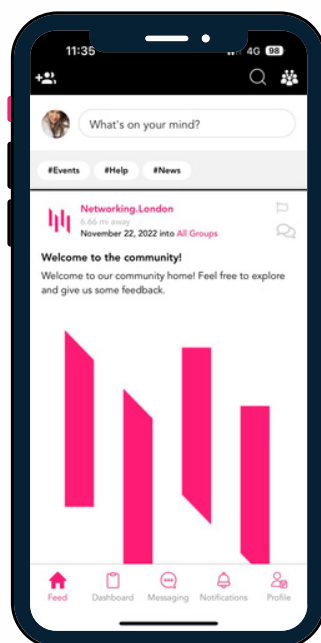 11:35 4G 98
What's on your mind?
#Events #Help #News
Networking.London
6.66 mi away
November 22, 2022 into All Groups
Welcome to the community!
Welcome to our community home! Feel free to explore
and give us some feedback.
Feed Dashboard Messaging Notifications Profile